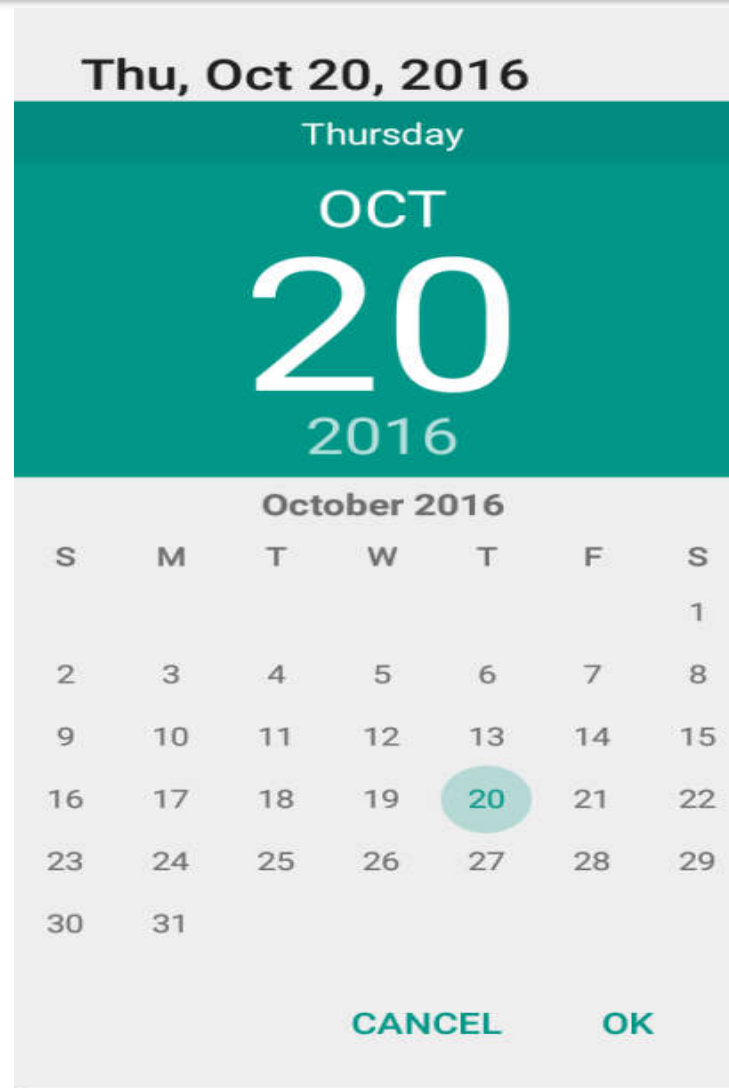 Thu, Oct 20, 2016
Thursday
OCT
20
2016
October 2016
S M T W T F S
1
2 3 4 5 6 7 8
9 10 11 12 13 14 15
16 17 18 19 20 21 22
23 24 25 26 27 28 29
30 31
CANCEL OK